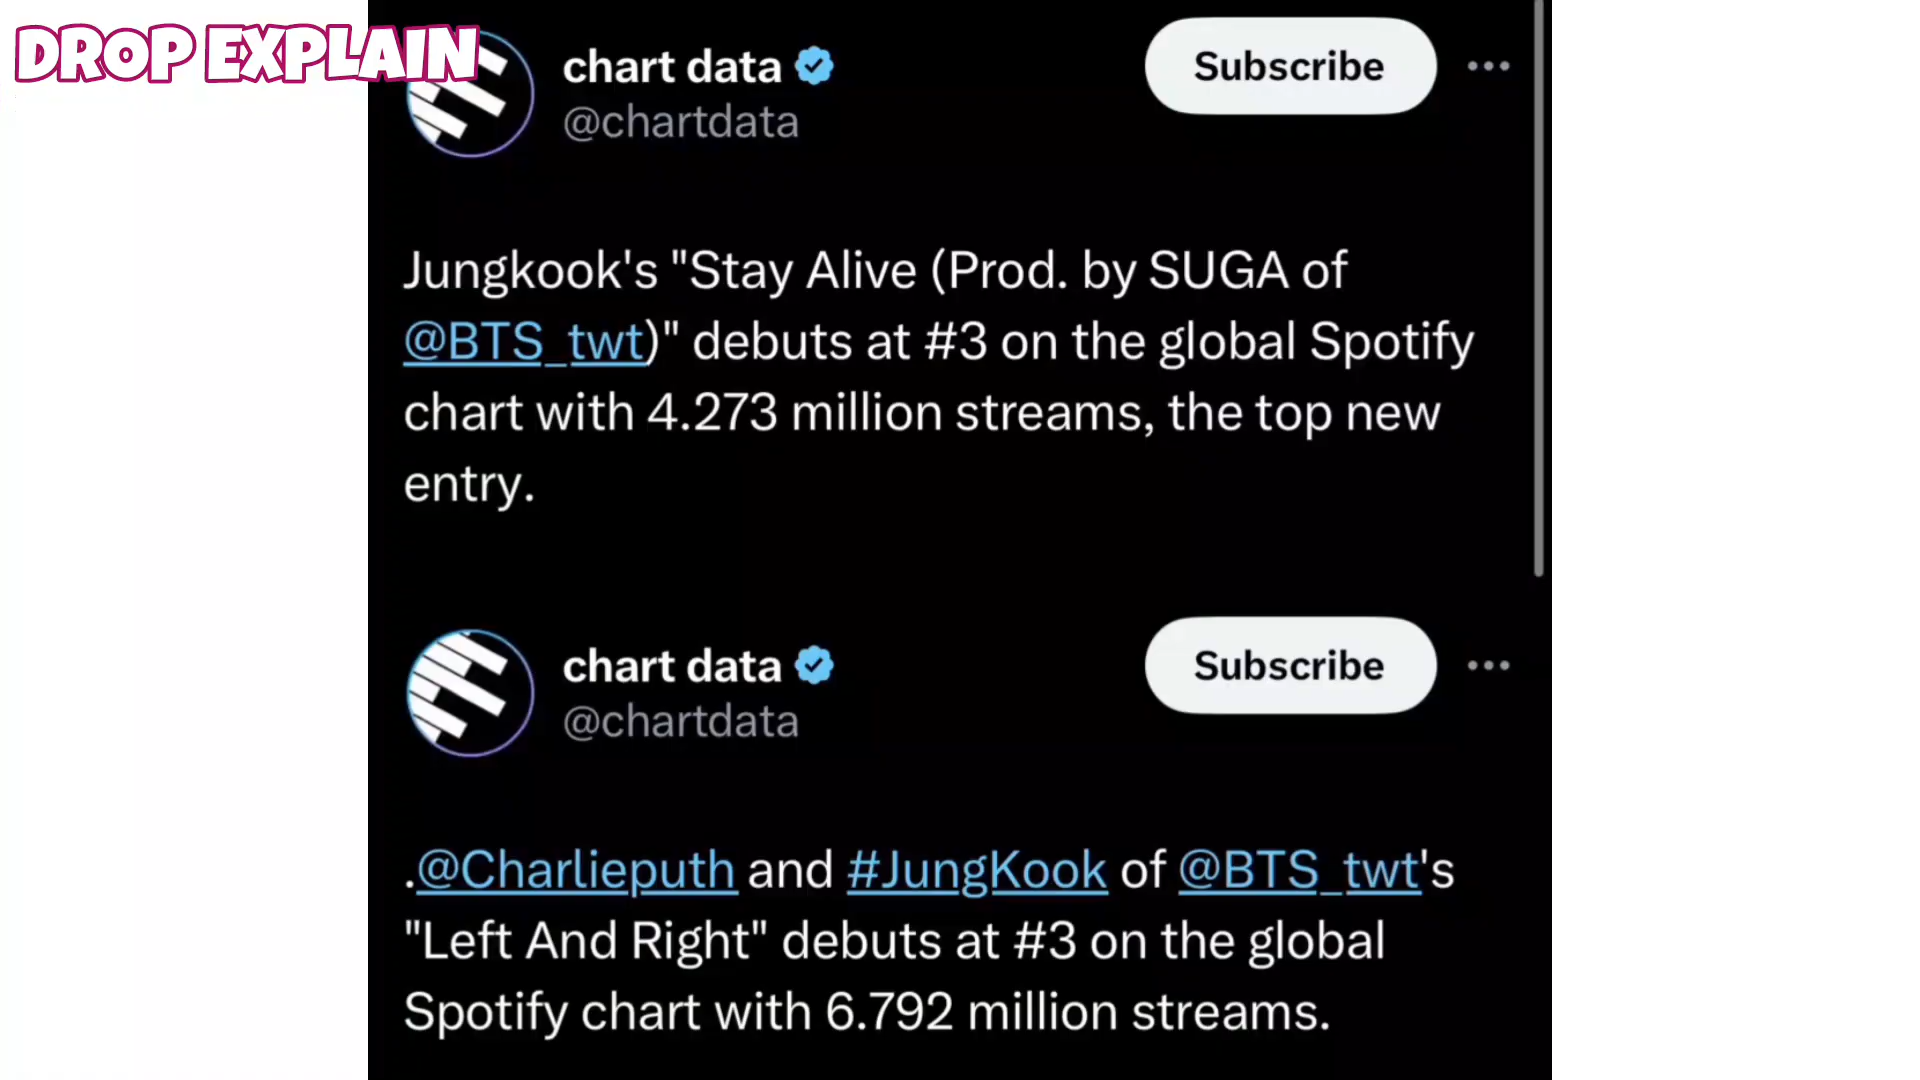 DROP EXPLAIN
chart data
Subscribe
@chartdata
Jungkook's "Stay Alive (Prod. by SUGA of
@BTS_twt)" debuts at #3 on the global Spotify
chart with 4.273 million streams, the top new
entry.
chart data
Subscribe
@chartdata
.@Charlieputh and #JungKook of @BTS_twt's
"Left And Right" debuts at #3 on the global
Spotify chart with 6.792 million streams.